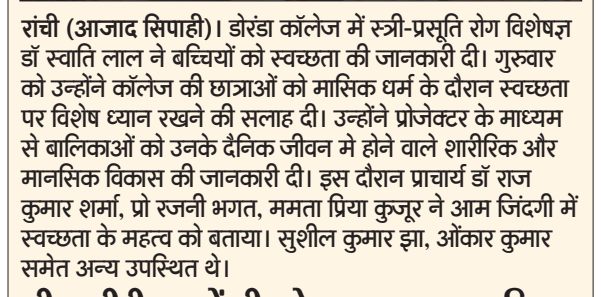 रांची (आजाद सिपाही)। डोरंडा कॉलेज में स्त्री-प्रसूति रोग विशेषज्ञ
डॉ स्वाति लाल ने बच्चियों को स्वच्छता की जानकारी दी। गुरुवार
को उन्होंने कॉलेज की छात्राओं को मासिक धर्म के दौरान स्वच्छता
पर विशेष ध्यान रखने की सलाह दी। उन्होंने प्रोजेक्टर के माध्यम
से बालिकाओं को उनके दैनिक जीवन मे होने वाले शारीरिक और
मानसिक विकास की जानकारी दी। इस दौरान प्राचार्य डॉ राज
कुमार शर्मा, प्रो रजनी भगत, ममता प्रिया कुजूर ने आम जिंदगी में
स्वच्छता के महत्व को बताया। सुशील कुमार झा, ओंकार कुमार
समेत अन्य उपस्थित थे।